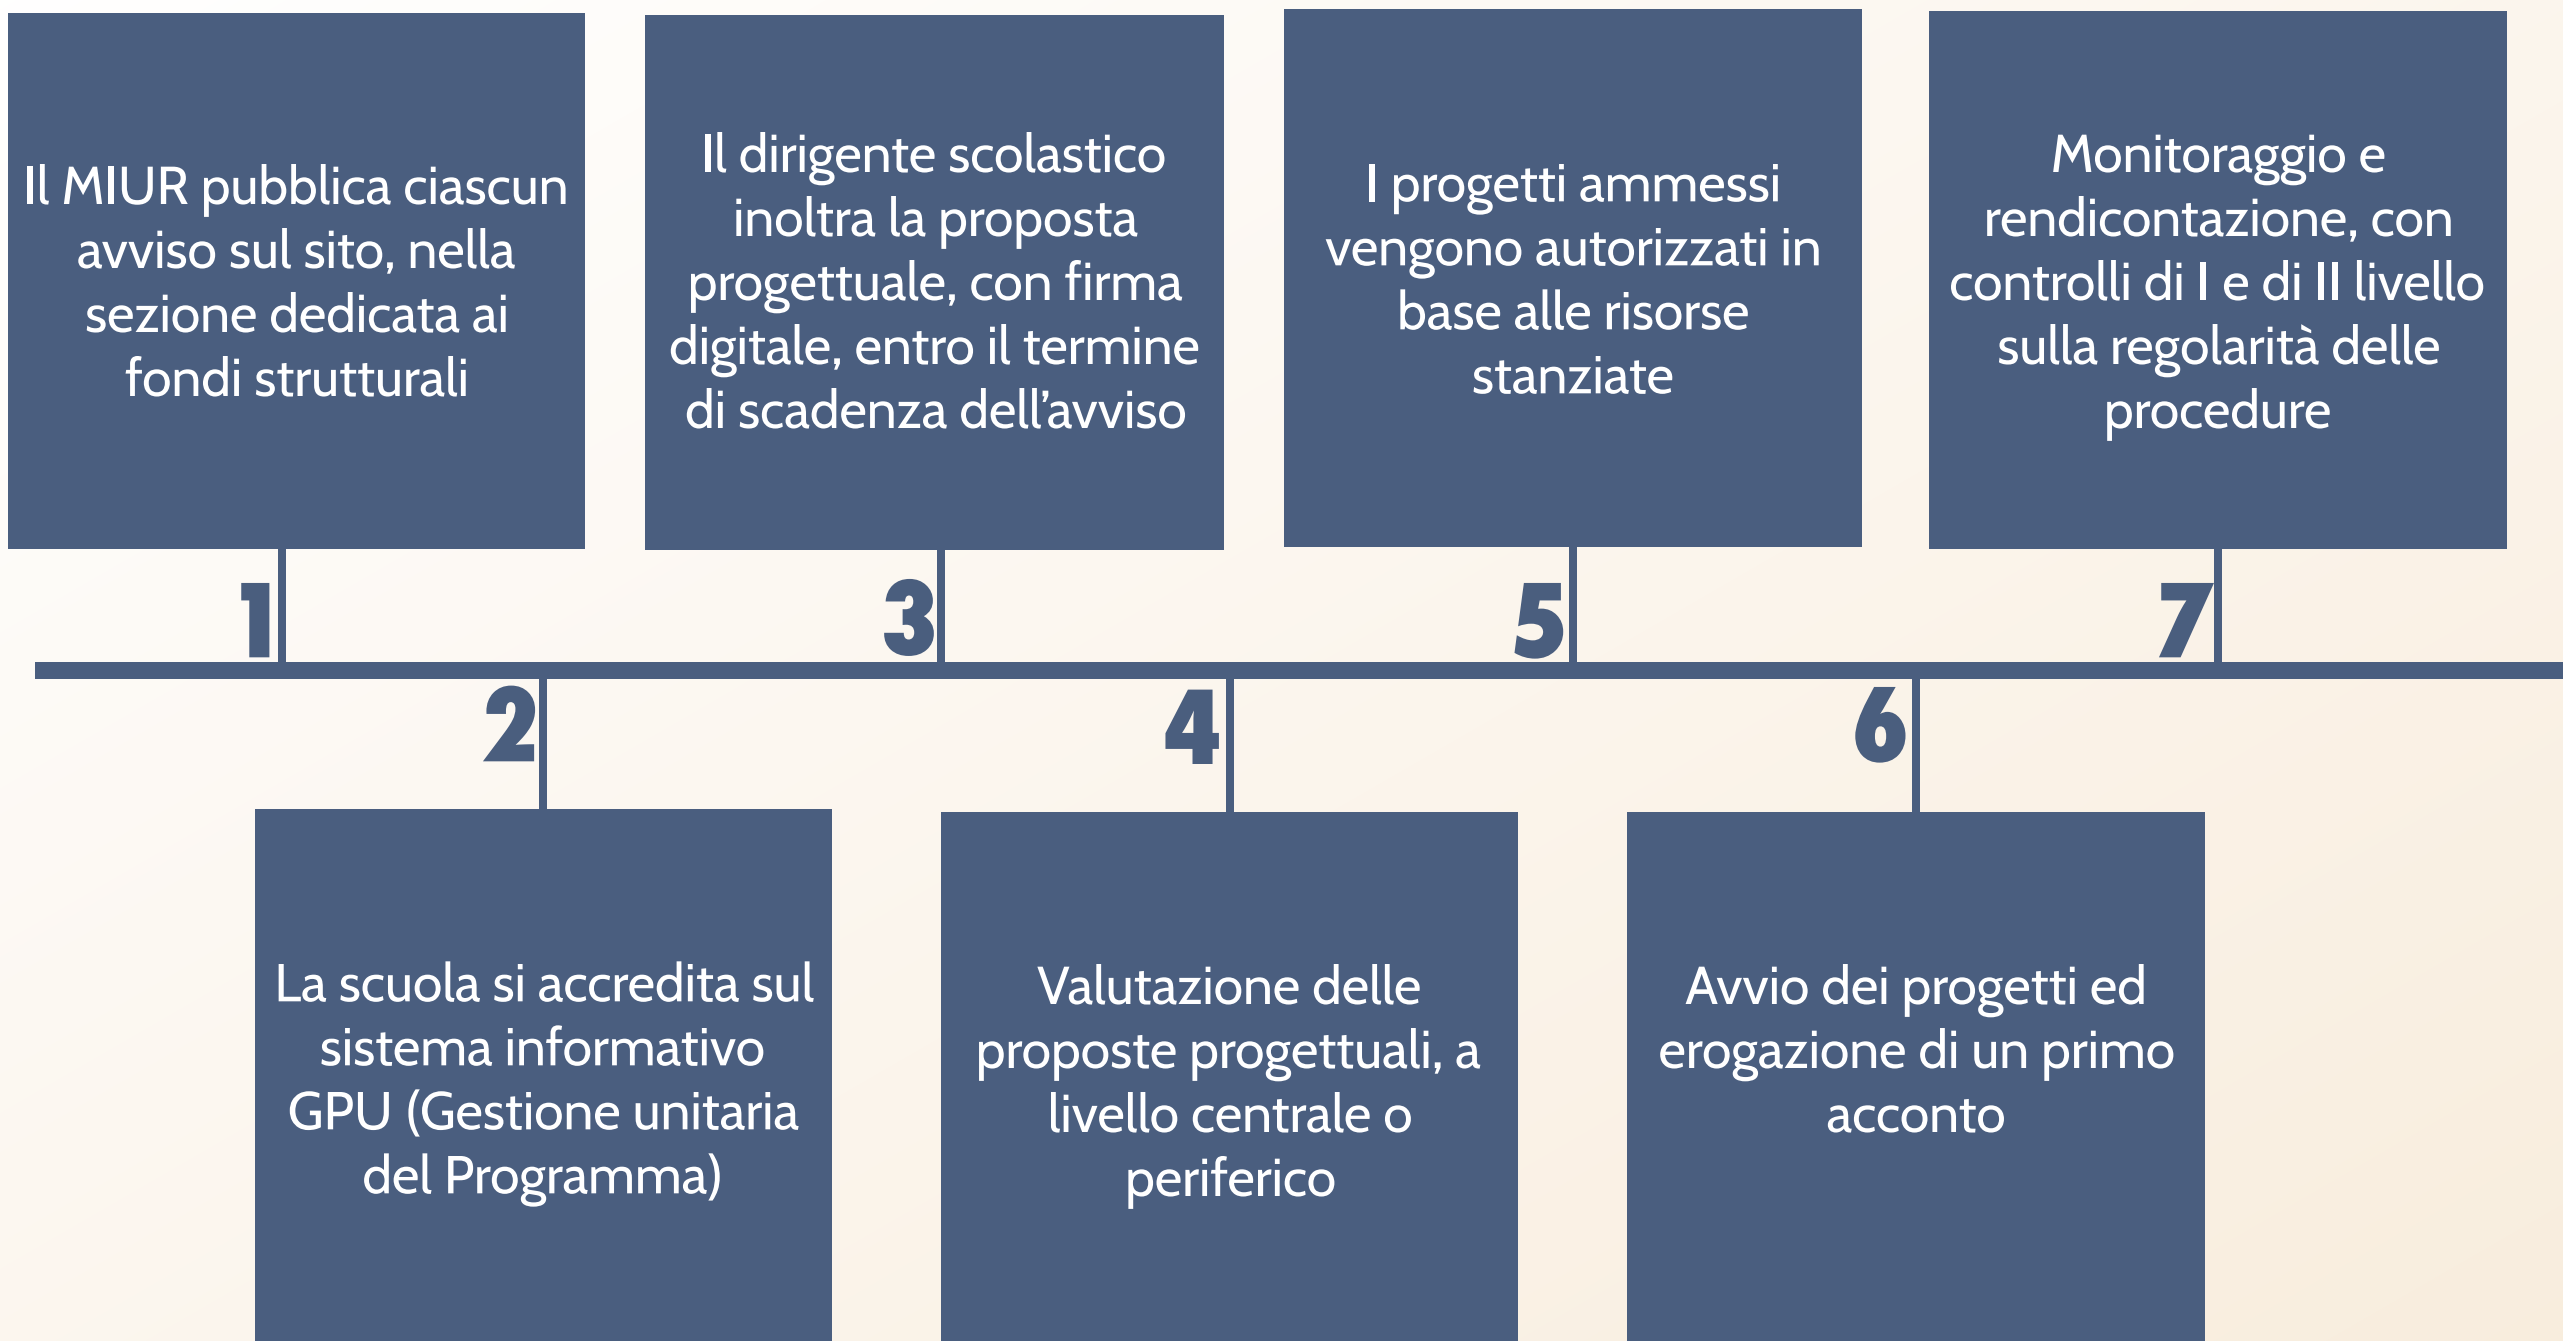 Il MIUR pubblica ciascun
avviso sul sito, nella
sezione dedicata ai
fondi strutturali
1
La scuola si accredita sul
sistema informativo
GPU (Gestione unitaria
del Programma)
2
Il dirigente scolastico
inoltra la proposta
progettuale, con firma
digitale, entro il termine
di scadenza dell’avviso
3
Valutazione delle
proposte progettuali, a
livello centrale o
periferico
4
I progetti ammessi
vengono autorizzati in
base alle risorse
stanziate
5
Avvio dei progetti ed
erogazione di un primo
acconto
6
Monitoraggio e
rendicontazione, con
controlli di I e di II livello
sulla regolarità delle
procedure
7